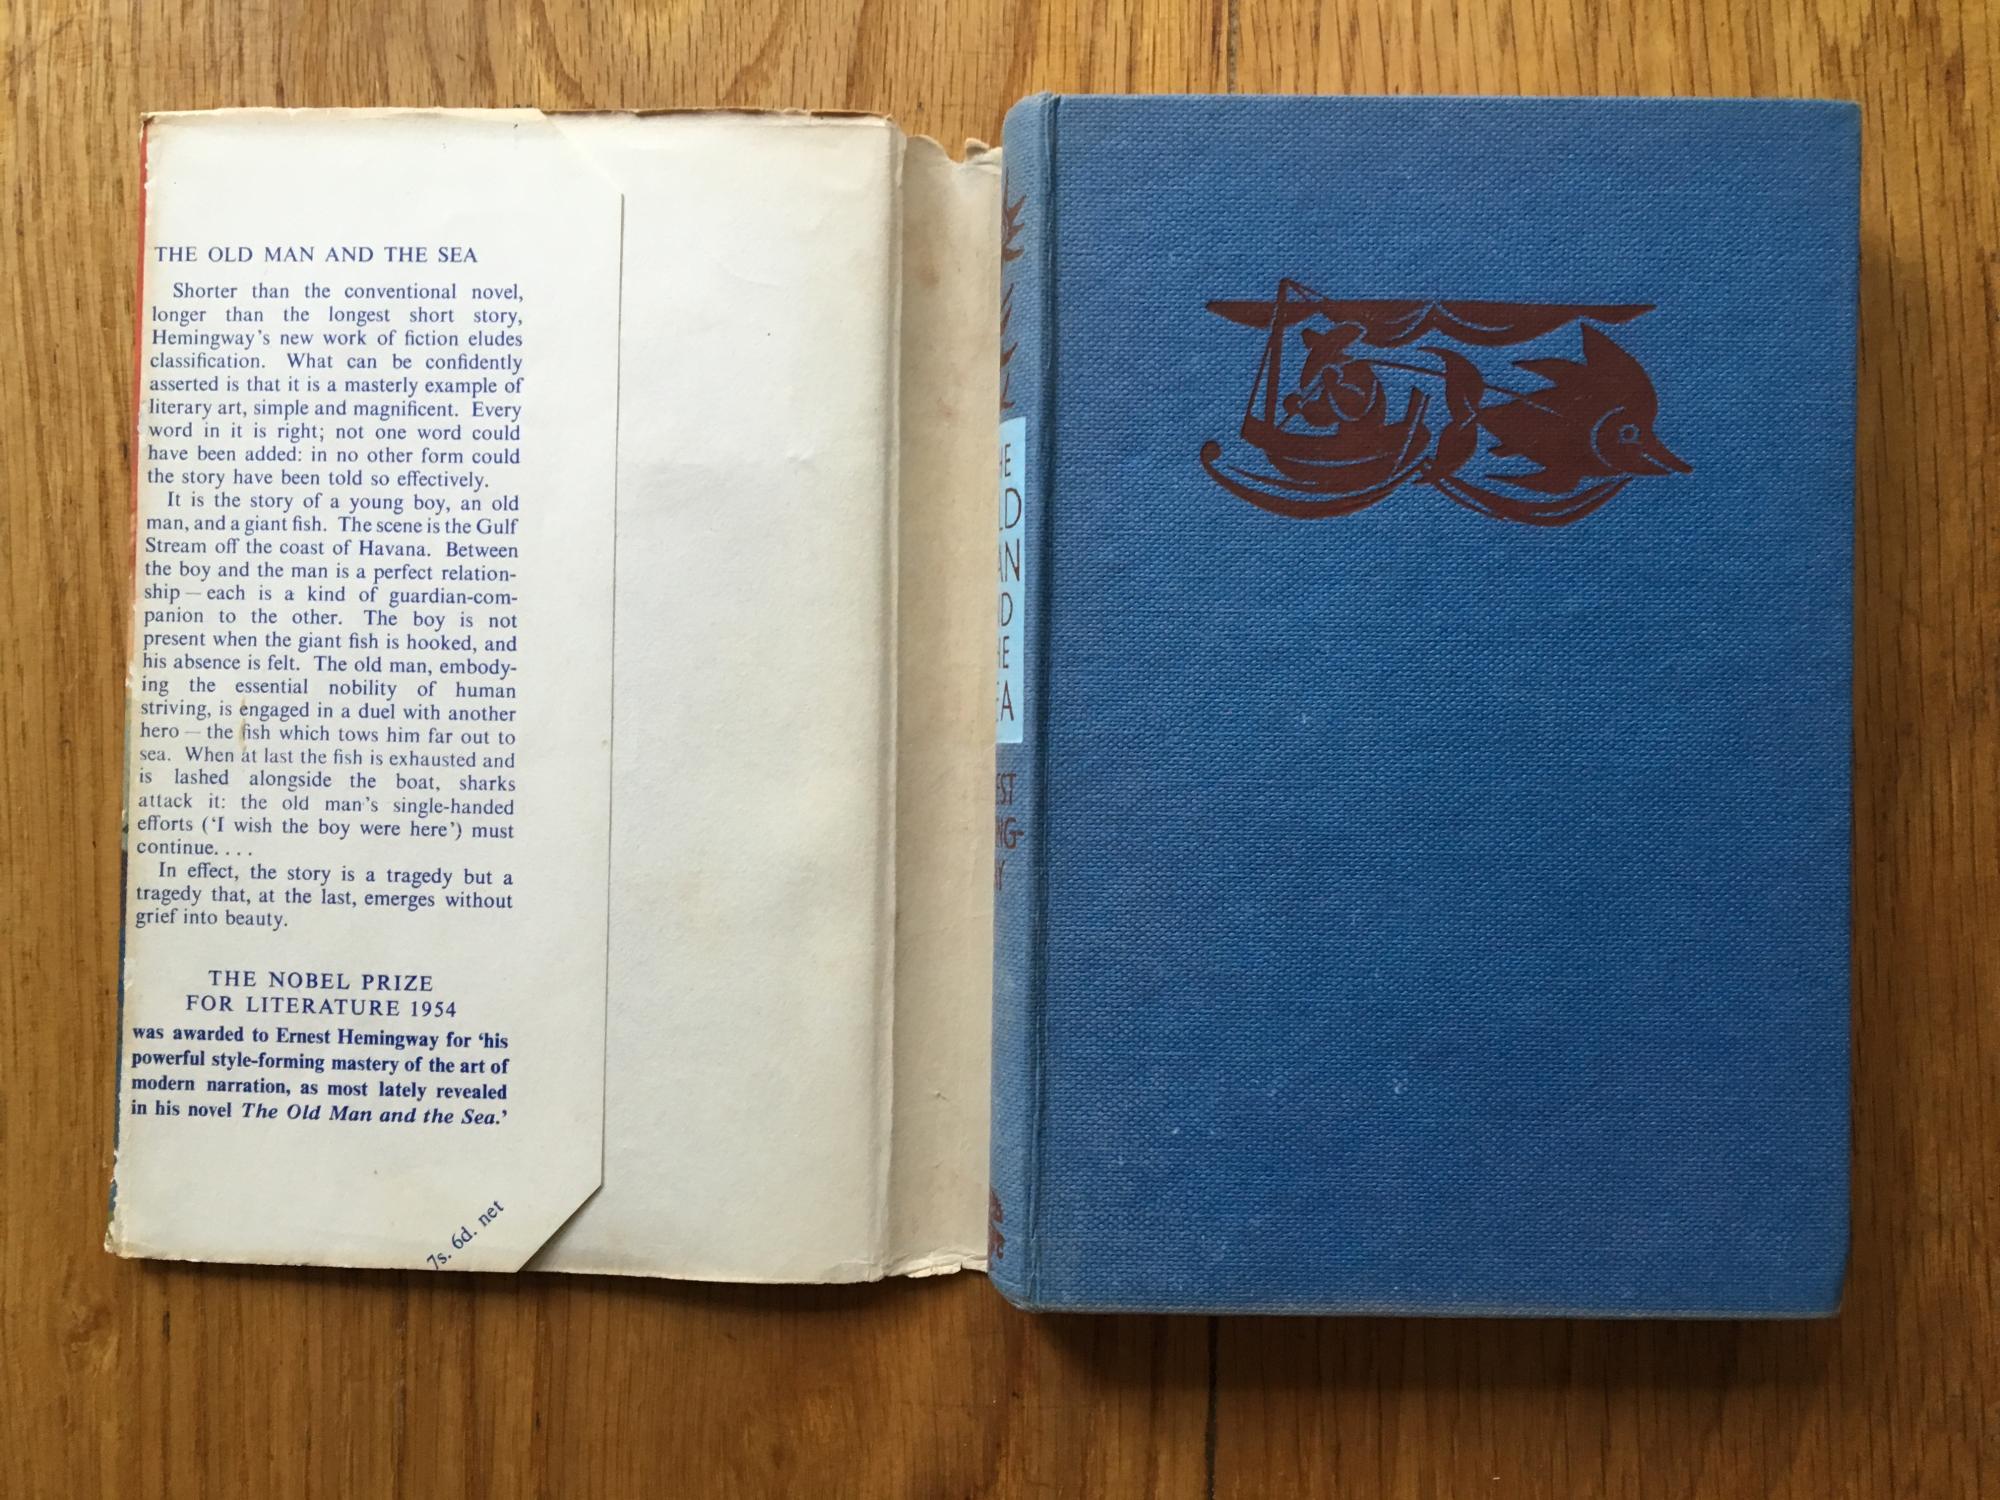 THE OLD MAN AND THE SEA
Shorter than the conventional novel,
longer than the longest short story,
Hemingway's new work of fiction eludes
classification. What can be confidently
asserted is that it is a masterly example of
literary art, simple and magnificent. Every
word in it is right; not one word could
have been added: in no other form could
the story have been told so effectively.
It is the story of a young boy, an old
man, and a giant fish. The scene is the Gulf
Stream off the coast of Havana. Between
the boy and the man is a perfect relation-
ship — each is a kind of guardian-com-
panion to the other. The boy is not
present when the giant fish is hooked, and
his absence is felt. The old man, embody-
ing the essential nobility of human
striving, is engaged in a duel with another
hero — the fish which tows him far out to
sea. When at last the fish is exhausted and
is lashed alongside the boat, sharks
attack it: the old man's single-handed
efforts ('I wish the boy were here') must
continue. . . .
In effect, the story is a tragedy but a
tragedy that, at the last, emerges without
grief into beauty.
THE NOBEL PRIZE
FOR LITERATURE 1954
was awarded to Ernest Hemingway for 'his
powerful style-forming mastery of the art of
modern narration, as most lately revealed
in his novel The Old Man and the Sea.'
7s. 6d. net
HE
LD
AN
ND
HE
EA
EST
NG-
AY